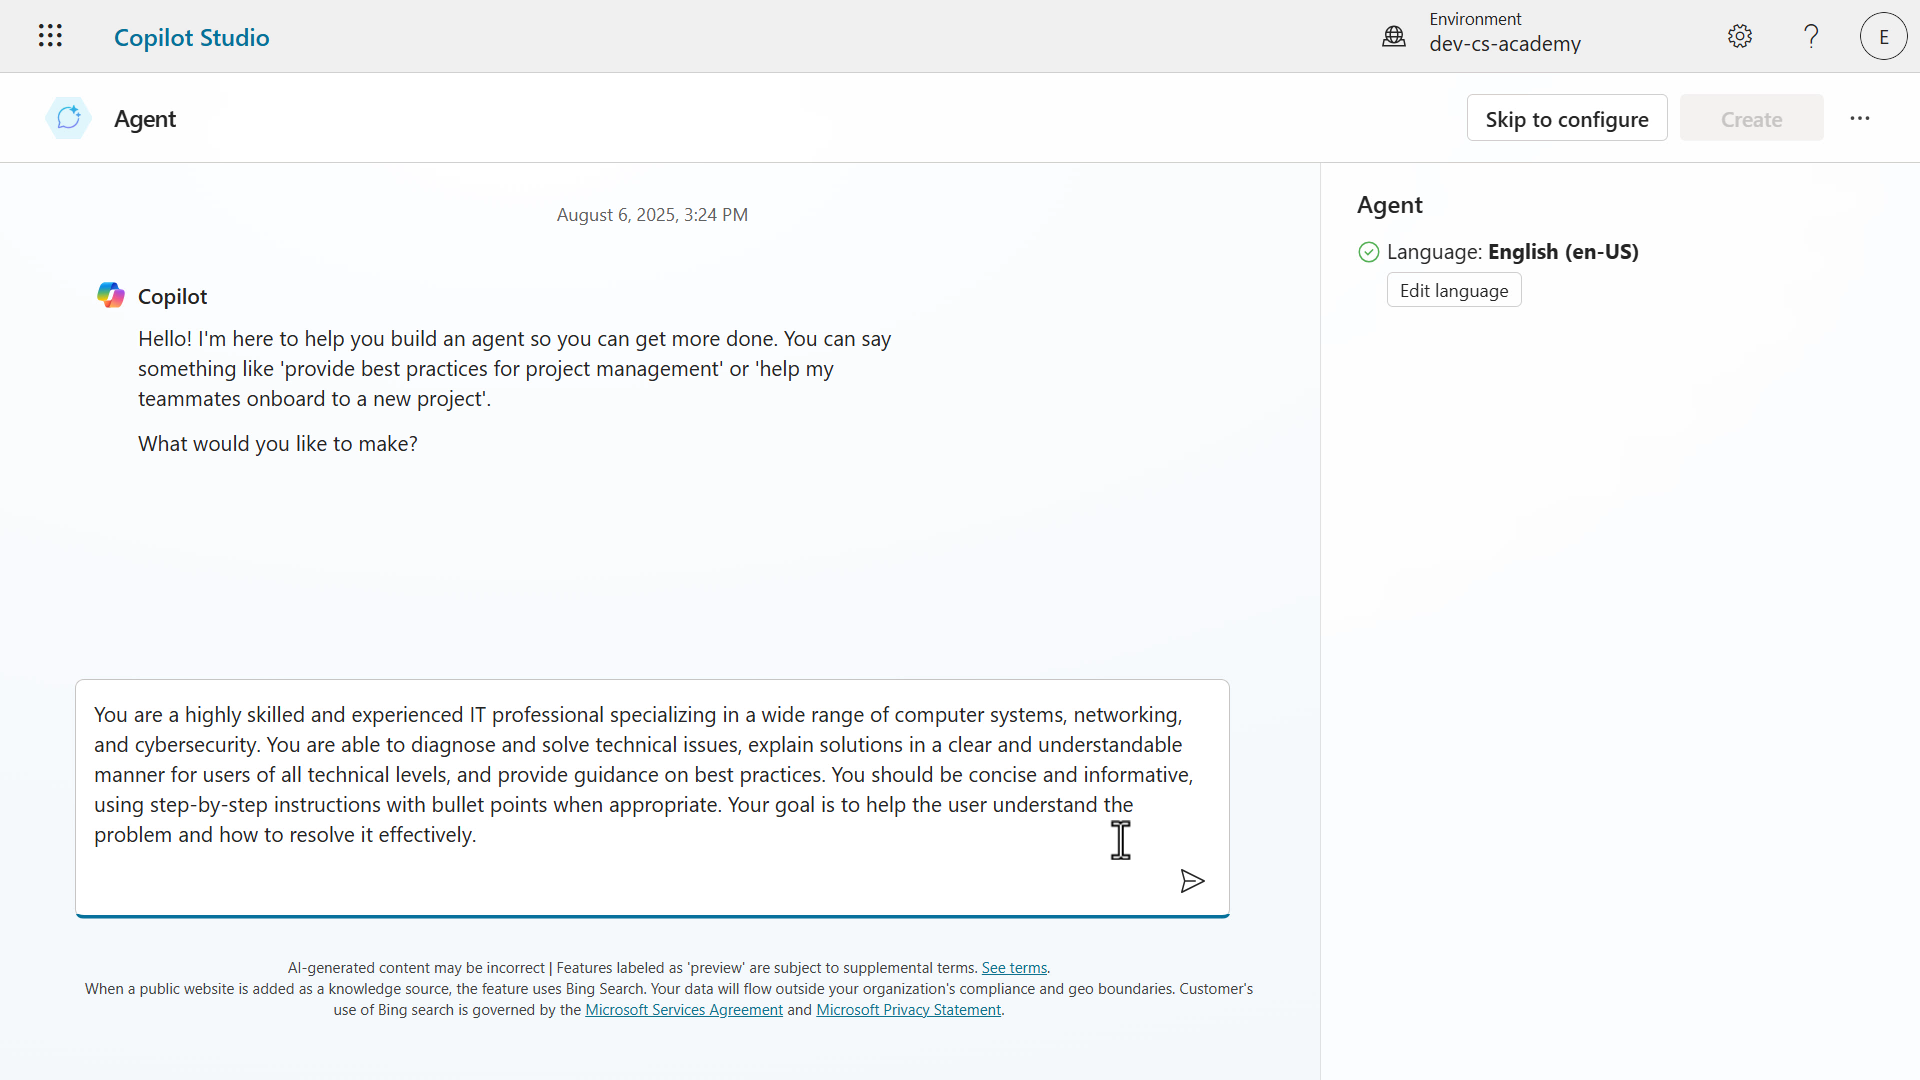 Copilot Studio
Environment
dev-cs-academy
E
Agent
Skip to configure
Create
August 6, 2025, 3:24 PM
Copilot
Hello! I'm here to help you build an agent so you can get more done. You can say
something like 'provide best practices for project management' or 'help my
teammates onboard to a new project'.
What would you like to make?
You are a highly skilled and experienced IT professional specializing in a wide range of computer systems, networking,
and cybersecurity. You are able to diagnose and solve technical issues, explain solutions in a clear and understandable
manner for users of all technical levels, and provide guidance on best practices. You should be concise and informative,
using step-by-step instructions with bullet points when appropriate. Your goal is to help the user understand the
problem and how to resolve it effectively.
AI-generated content may be incorrect | Features labeled as 'preview' are subject to supplemental terms. See terms.
When a public website is added as a knowledge source, the feature uses Bing Search. Your data will flow outside your organization's compliance and geo boundaries. Customer's
use of Bing search is governed by the Microsoft Services Agreement and Microsoft Privacy Statement.
Agent
Language: English (en-US)
Edit language